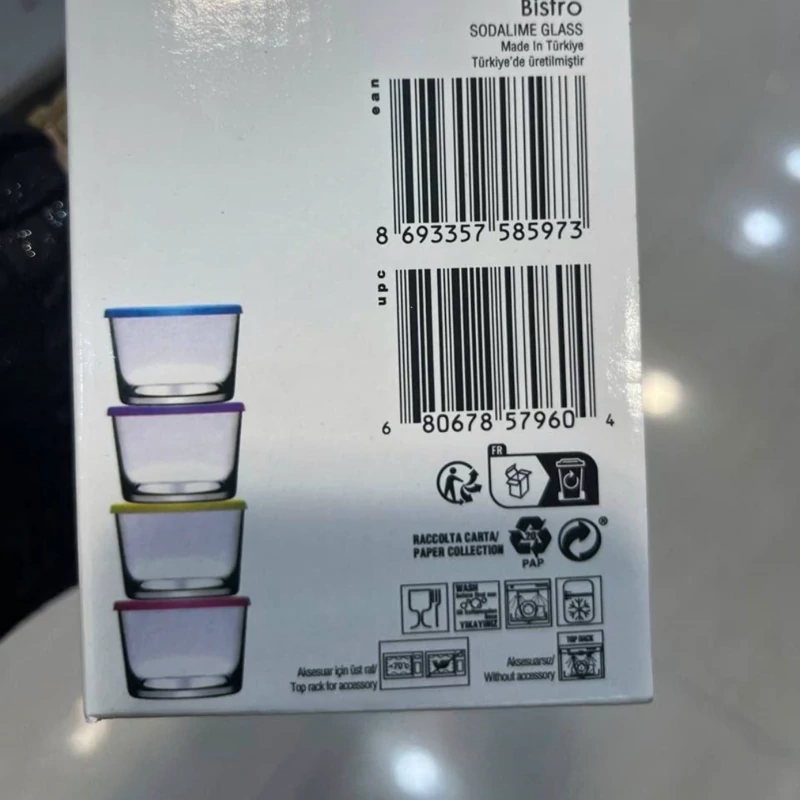 Bistro
SODALIME GLASS
Made In Türkiye
Türkiye'de üretilmiştir
ean
8 693357 585973
upc
6 80678 57960 4
FR
RACCOLTA CARTA/
PAPER COLLECTION
20
PAP
®
WASH
YIKAYINIZ
TOP RACK
Aksesuar için üst raf/
Top rack for accessory
Aksesuarsız/
Without accessory